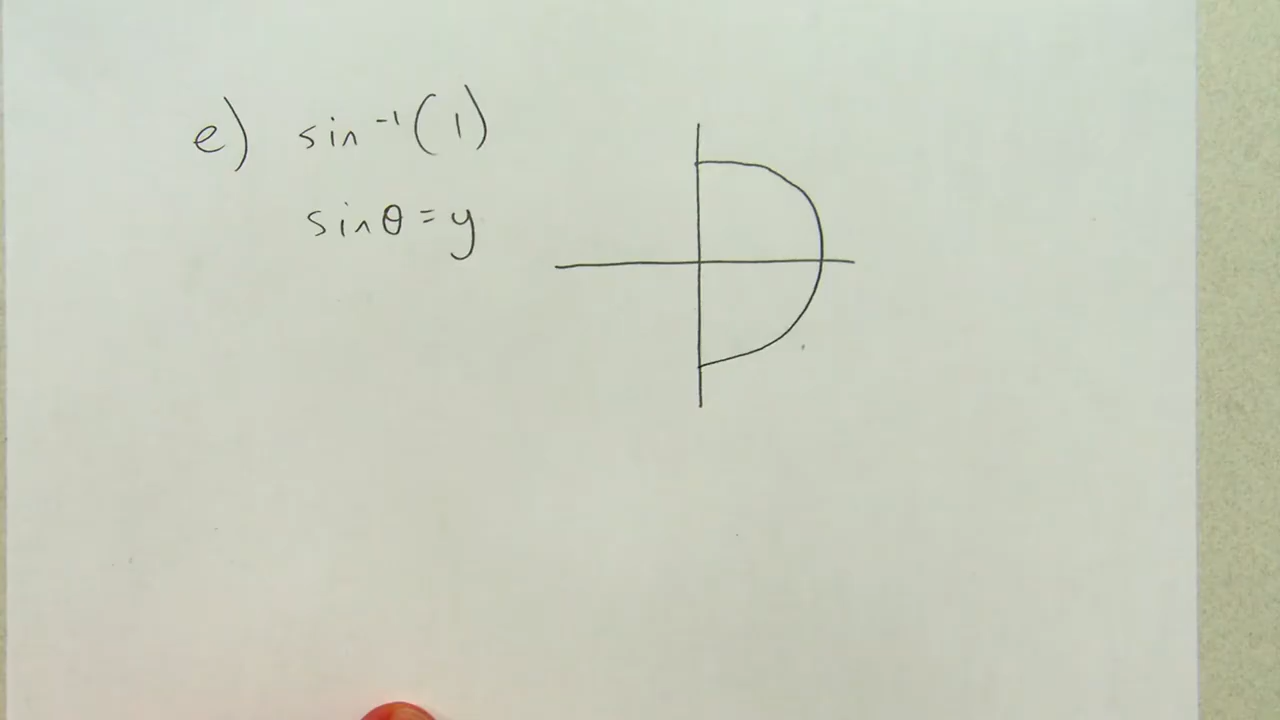 e) sin⁻¹(1)
sinθ = y